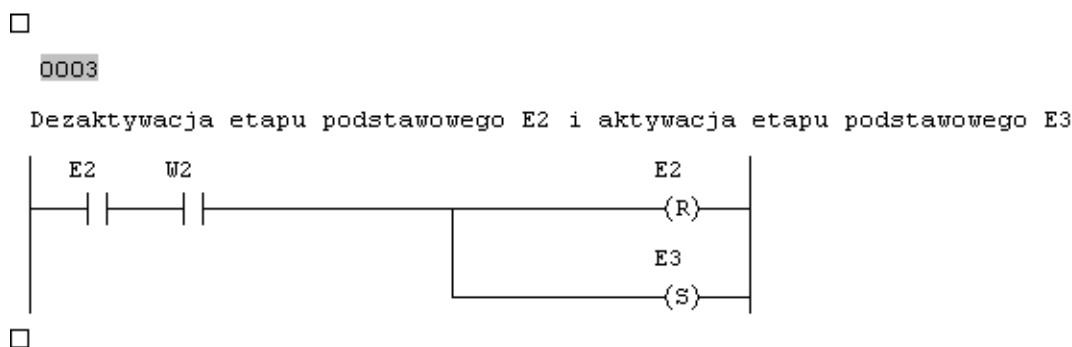 0003
Dezaktywacja etapu podstawowego E2 i aktywacja etapu podstawowego E3
E2 W2 E2
(R)
E3
(S)